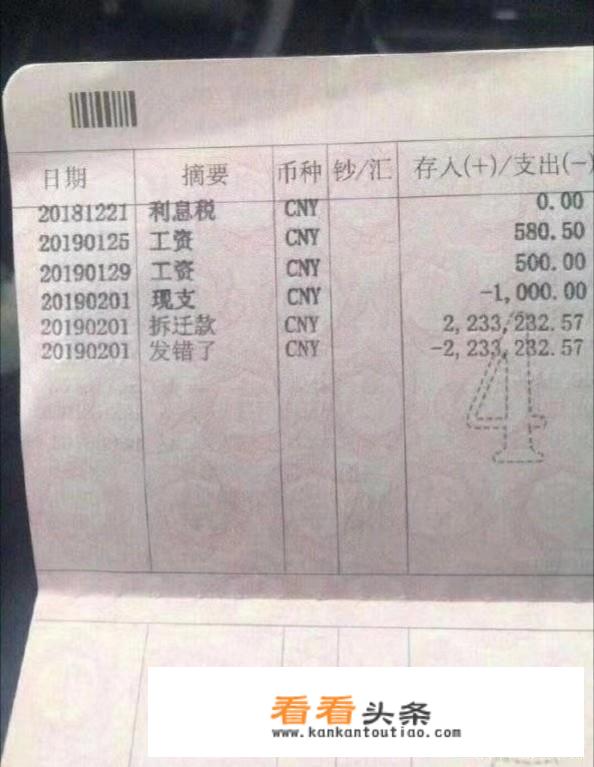 日期 摘要 币种 钞/汇 存入(+)/支出(-)
20181221 利息税 CNY 0.00
20190125 工资 CNY 580.50
20190129 工资 CNY 500.00
20190201 现支 CNY -1,000.00
20190201 拆迁款 CNY 2,233,232.57
20190201 发错了 CNY -2,233,232.57
4
看看头条
www.kankantoutiao.com